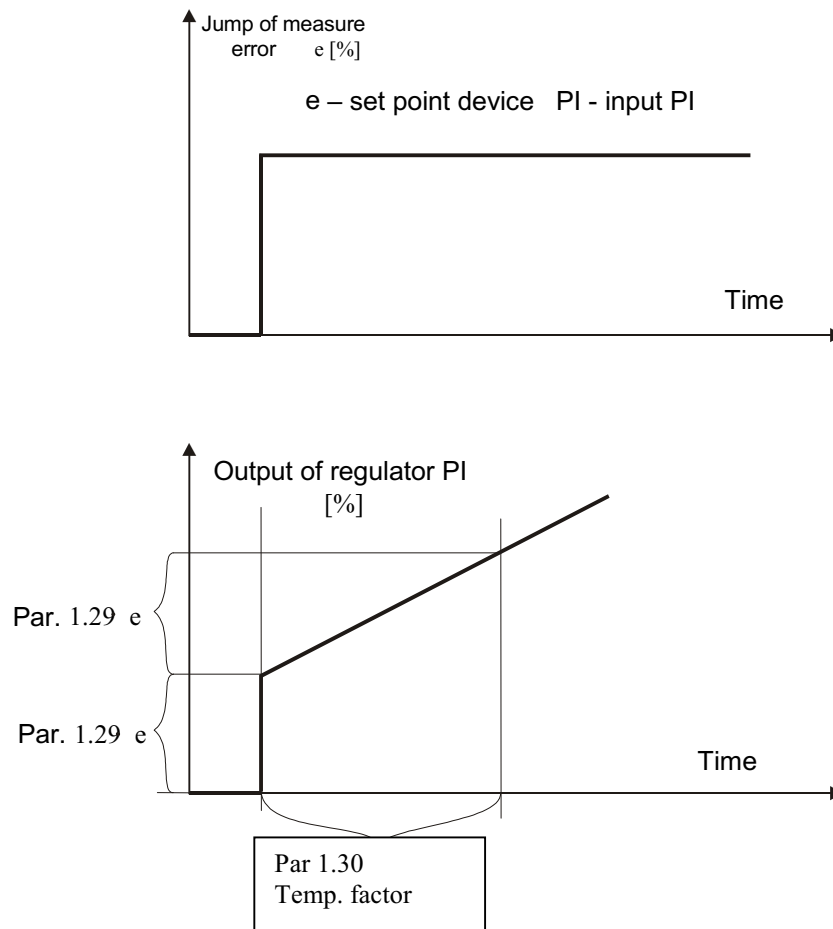 Jump of measure
error e [%]
e – set point device PI - input PI
Time
Output of regulator PI
[%]
Par. 1.29 e
Par. 1.29 e
Time
Par 1.30
Temp. factor